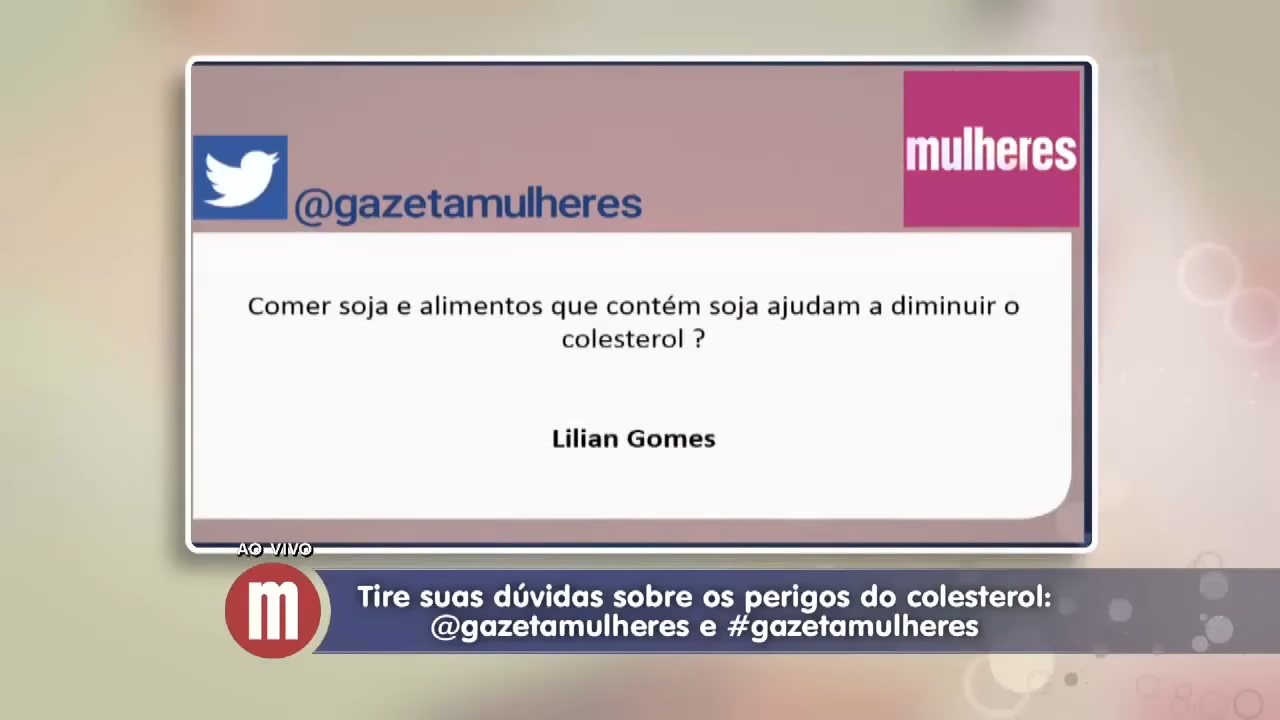 mulheres
@gazetamulheres
Comer soja e alimentos que contém soja ajudam a diminuir o
colesterol ?
Lilian Gomes
AO VIVO
m
Tire suas dúvidas sobre os perigos do colesterol:
@gazetamulheres e #gazetamulheres